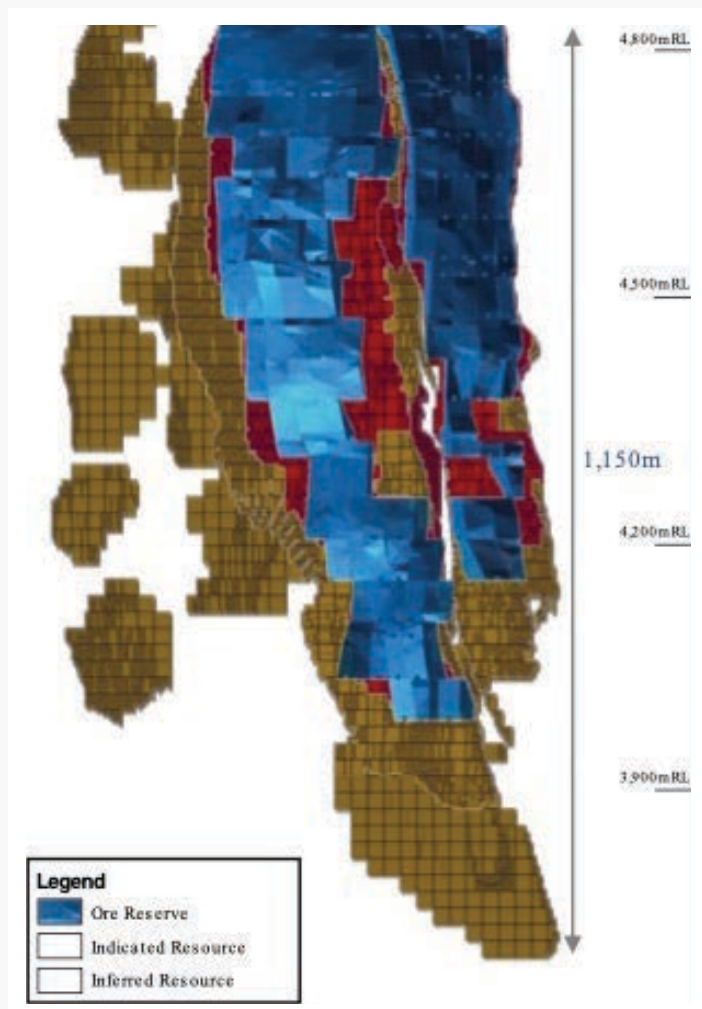 4,800mRL
4,500mRL
1,150m
4,200mRL
3,900mRL
Legend
Ore Reserve
Indicated Resource
Inferred Resource